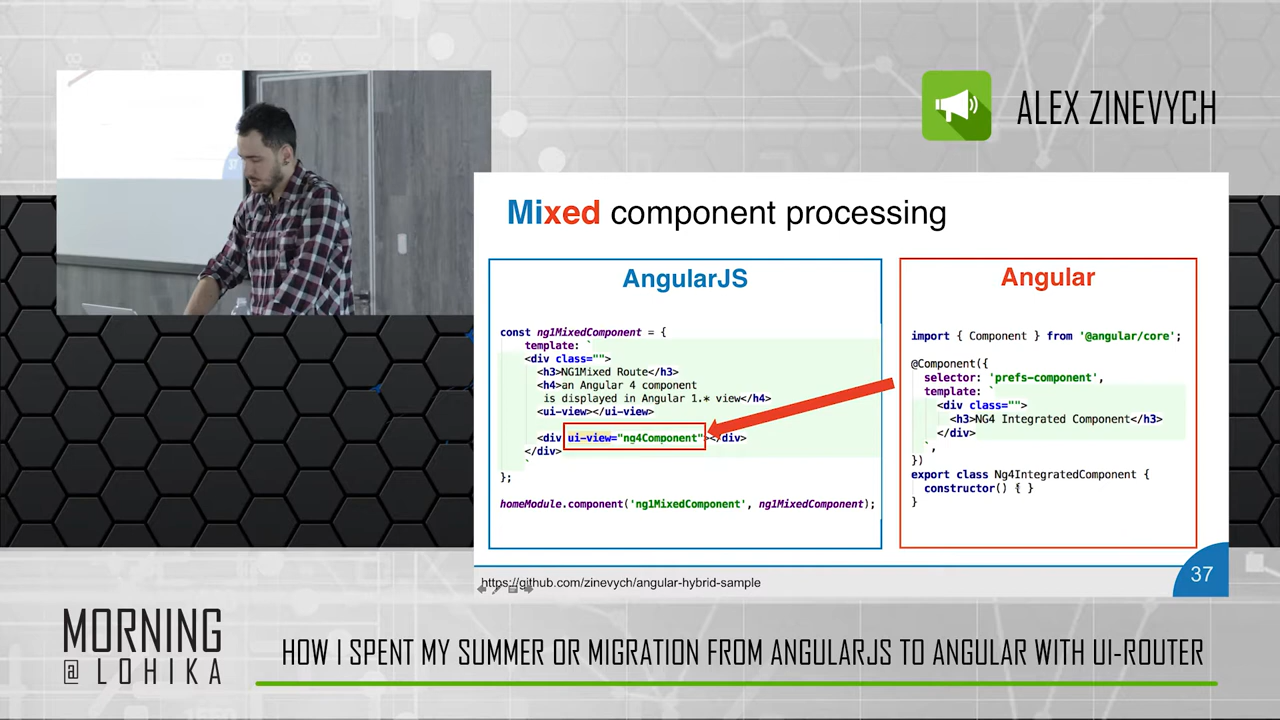 ALEX ZINEVYCH
Mixed component processing
AngularJS
const ng1MixedComponent = {
template: `
<div class="">
<h3>NG1Mixed Route</h3>
<h4>an Angular 4 component
is displayed in Angular 1.* view</h4>
<ui-view></ui-view>
<div ui-view="ng4Component"></div>
</div>
`
};
homeModule.component('ng1MixedComponent', ng1MixedComponent);
Angular
import { Component } from '@angular/core';
@Component({
selector: 'prefs-component',
template: `
<div class="">
<h3>NG4 Integrated Component</h3>
</div>
`,
})
export class Ng4IntegratedComponent {
constructor() { }
}
https://github.com/zinevych/angular-hybrid-sample
37
37
MORNING
@LOHIKA
HOW I SPENT MY SUMMER OR MIGRATION FROM ANGULARJS TO ANGULAR WITH UI-ROUTER